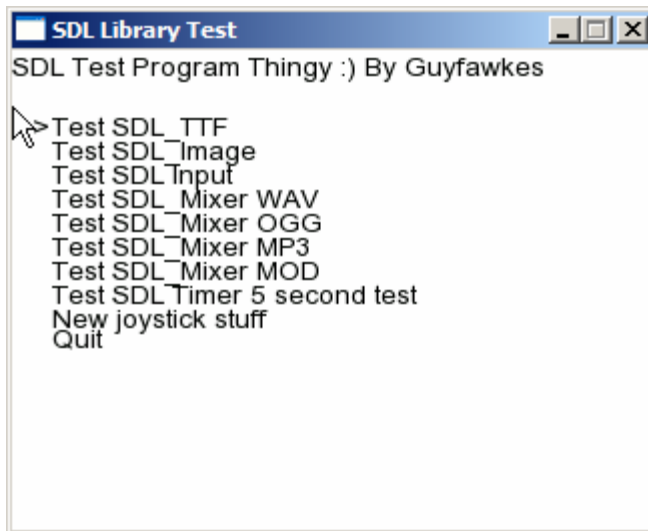 SDL Library Test
SDL Test Program Thingy :) By Guyfawkes
>Test SDL_TTF
Test SDL_Image
Test SDL Input
Test SDL_Mixer WAV
Test SDL_Mixer OGG
Test SDL_Mixer MP3
Test SDL_Mixer MOD
Test SDL Timer 5 second test
New joystick stuff
Quit